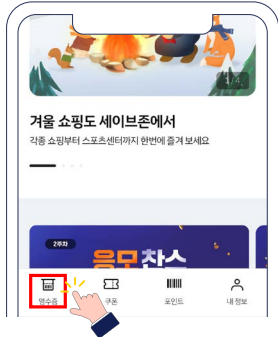 3/4
겨울 쇼핑도 세이브존에서
각종 쇼핑부터 스포츠센터까지 한번에 즐겨 보세요
2주차
응모찬스
영수증
쿠폰
포인트
내 정보